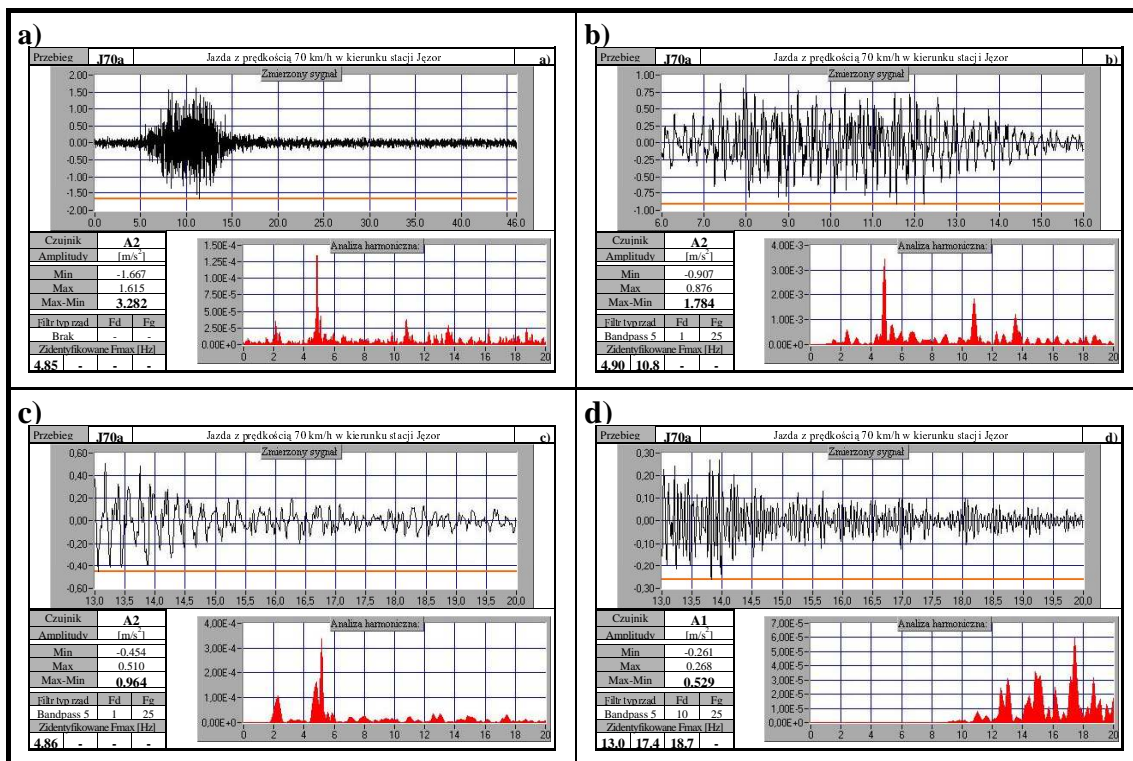 a)
Przebieg J70a Jazda z prędkością 70 km/h w kierunku stacji Jęzor a)
Zmierzony sygnał
2.00
1.50
1.00
0.50
0.00
-0.50
-1.00
-1.50
-2.00
0.0 5.0 10.0 15.0 20.0 25.0 30.0 35.0 40.0 46.0
Czujnik A2
Amplitudy [m/s²]
Min -1.667
Max 1.615
Max-Min 3.282
Filtr typ rząd Fd Fg
Brak - -
Zidentyfikowane Fmax [Hz]
4.85 - - -
Analiza harmoniczna:
1.50E-4
1.25E-4
1.00E-4
7.50E-5
5.00E-5
2.50E-5
0.00E+0
0 2 4 6 8 10 12 14 16 18 20
b)
Przebieg J70a Jazda z prędkością 70 km/h w kierunku stacji Jęzor b)
Zmierzony sygnał
1.00
0.75
0.50
0.25
0.00
-0.25
-0.50
-0.75
-1.00
6.0 7.0 8.0 9.0 10.0 11.0 12.0 13.0 14.0 15.0 16.0
Czujnik A2
Amplitudy [m/s²]
Min -0.907
Max 0.876
Max-Min 1.784
Filtr typ rząd Fd Fg
Bandpass 5 1 25
Zidentyfikowane Fmax [Hz]
4.90 10.8 - -
Analiza harmoniczna:
4.00E-3
3.00E-3
2.00E-3
1.00E-3
0.00E+0
0 2 4 6 8 10 12 14 16 18 20
c)
Przebieg J70a Jazda z prędkością 70 km/h w kierunku stacji Jęzor c)
Zmierzony sygnał
0,60
0,40
0,20
0,00
-0,20
-0,40
-0,60
13,0 13,5 14,0 14,5 15,0 15,5 16,0 16,5 17,0 17,5 18,0 18,5 19,0 19,5 20,0
Czujnik A2
Amplitudy [m/s²]
Min -0.454
Max 0.510
Max-Min 0.964
Filtr typ rząd Fd Fg
Bandpass 5 1 25
Zidentyfikowane Fmax [Hz]
4.86 - - -
Analiza harmoniczna:
4,00E-4
3,00E-4
2,00E-4
1,00E-4
0,00E+0
0 2 4 6 8 10 12 14 16 18 20
d)
Przebieg J70a Jazda z prędkością 70 km/h w kierunku stacji Jęzor d)
Zmierzony sygnał
0,30
0,20
0,10
0,00
-0,10
-0,20
-0,30
13,0 13,5 14,0 14,5 15,0 15,5 16,0 16,5 17,0 17,5 18,0 18,5 19,0 19,5 20,0
Czujnik A1
Amplitudy [m/s²]
Min -0.261
Max 0.268
Max-Min 0.529
Filtr typ rząd Fd Fg
Bandpass 5 10 25
Zidentyfikowane Fmax [Hz]
13.0 17.4 18.7 -
Analiza harmoniczna:
7,00E-5
6,00E-5
5,00E-5
4,00E-5
3,00E-5
2,00E-5
1,00E-5
0,00E+0
0 2 4 6 8 10 12 14 16 18 20